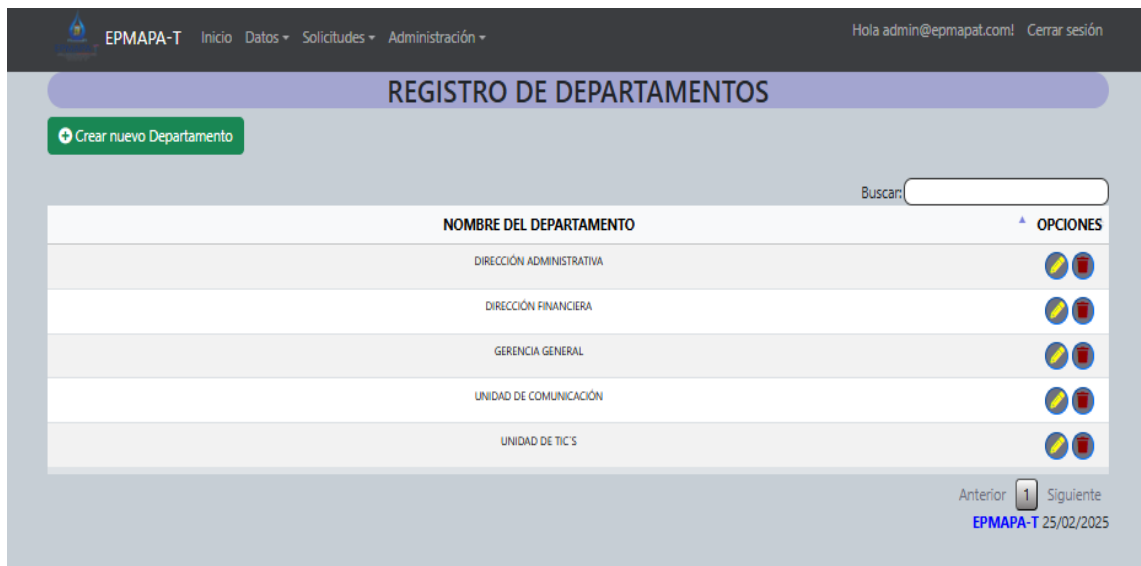 EPMAPA-T Inicio Datos Solicitudes Administración Hola admin@epmapat.com! Cerrar sesión
REGISTRO DE DEPARTAMENTOS
Crear nuevo Departamento
Buscar:
NOMBRE DEL DEPARTAMENTO OPCIONES
DIRECCIÓN ADMINISTRATIVA
DIRECCIÓN FINANCIERA
GERENCIA GENERAL
UNIDAD DE COMUNICACIÓN
UNIDAD DE TIC´S
Anterior 1 Siguiente
EPMAPA-T 25/02/2025